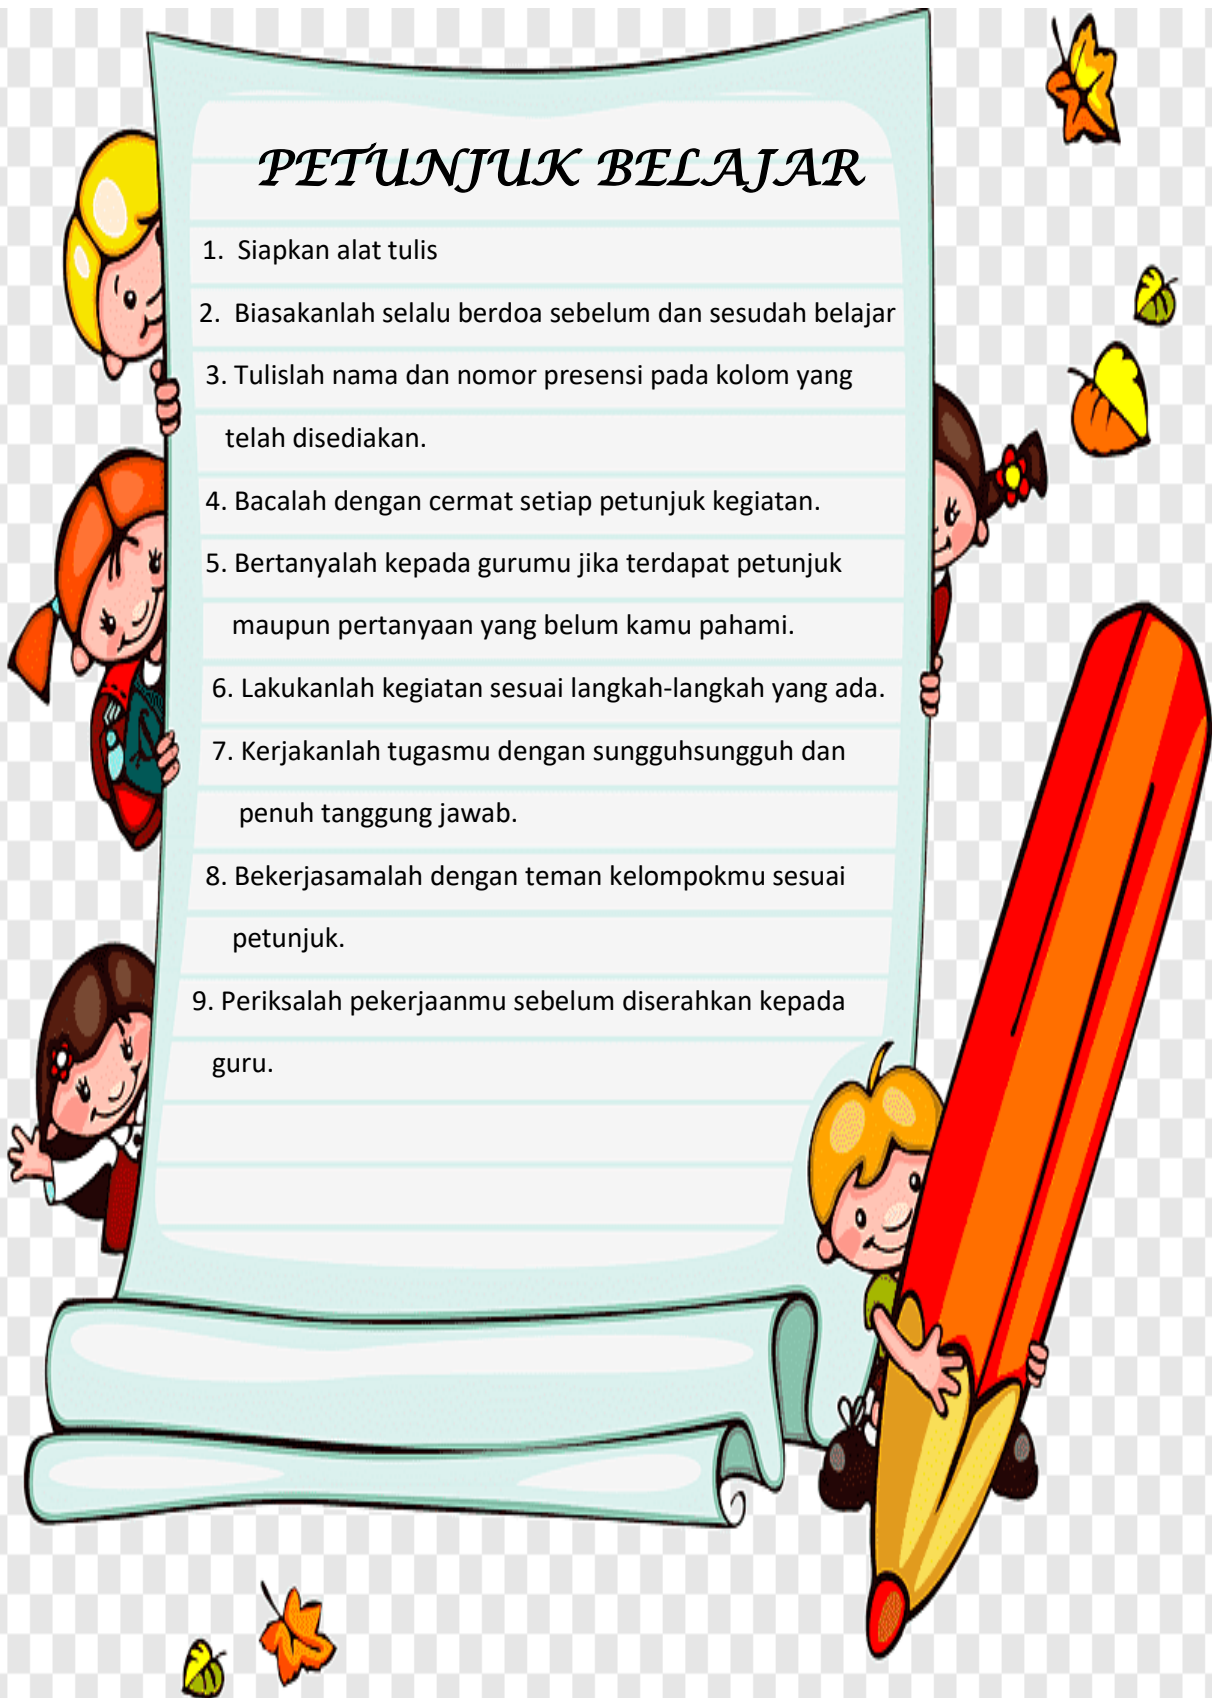 PETUNJUK BELAJAR
1. Siapkan alat tulis
2. Biasakanlah selalu berdoa sebelum dan sesudah belajar
3. Tulislah nama dan nomor presensi pada kolom yang
telah disediakan.
4. Bacalah dengan cermat setiap petunjuk kegiatan.
5. Bertanyalah kepada gurumu jika terdapat petunjuk
maupun pertanyaan yang belum kamu pahami.
6. Lakukanlah kegiatan sesuai langkah-langkah yang ada.
7. Kerjakanlah tugasmu dengan sungguhsungguh dan
penuh tanggung jawab.
8. Bekerjasamalah dengan teman kelompokmu sesuai
petunjuk.
9. Periksalah pekerjaanmu sebelum diserahkan kepada
guru.